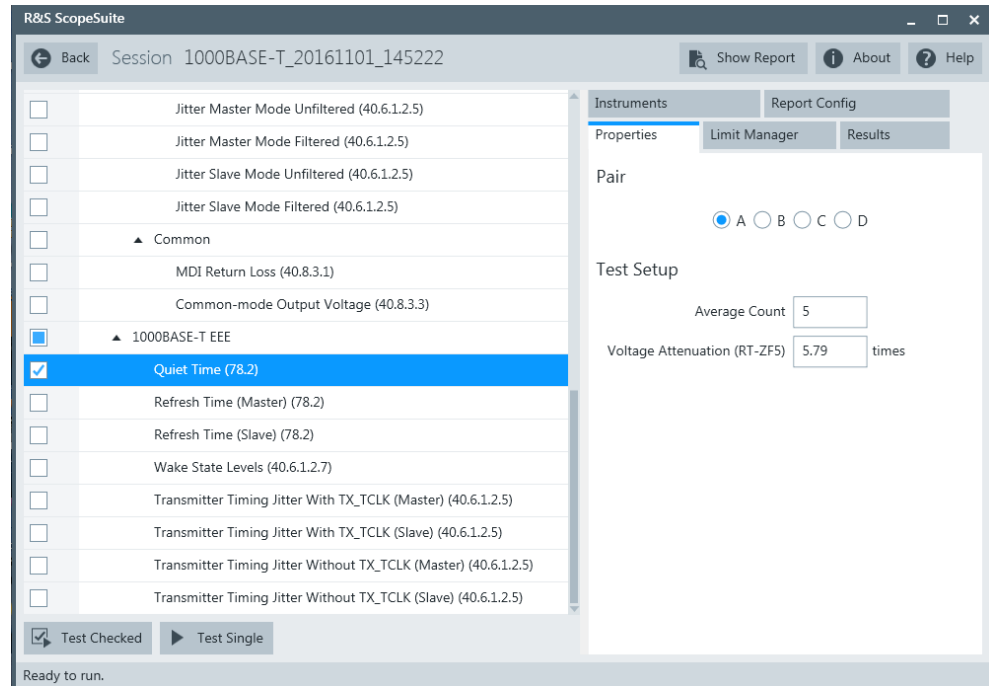 R&S ScopeSuite
Back
Session 1000BASE-T_20161101_145222
Show Report
About
Help
Jitter Master Mode Unfiltered (40.6.1.2.5)
Jitter Master Mode Filtered (40.6.1.2.5)
Jitter Slave Mode Unfiltered (40.6.1.2.5)
Jitter Slave Mode Filtered (40.6.1.2.5)
Common
MDI Return Loss (40.8.3.1)
Common-mode Output Voltage (40.8.3.3)
1000BASE-T EEE
Quiet Time (78.2)
Refresh Time (Master) (78.2)
Refresh Time (Slave) (78.2)
Wake State Levels (40.6.1.2.7)
Transmitter Timing Jitter With TX_TCLK (Master) (40.6.1.2.5)
Transmitter Timing Jitter With TX_TCLK (Slave) (40.6.1.2.5)
Transmitter Timing Jitter Without TX_TCLK (Master) (40.6.1.2.5)
Transmitter Timing Jitter Without TX_TCLK (Slave) (40.6.1.2.5)
Test Checked
Test Single
Instruments
Report Config
Properties
Limit Manager
Results
Pair
A B C D
Test Setup
Average Count 5
Voltage Attenuation (RT-ZF5) 5.79 times
Ready to run.